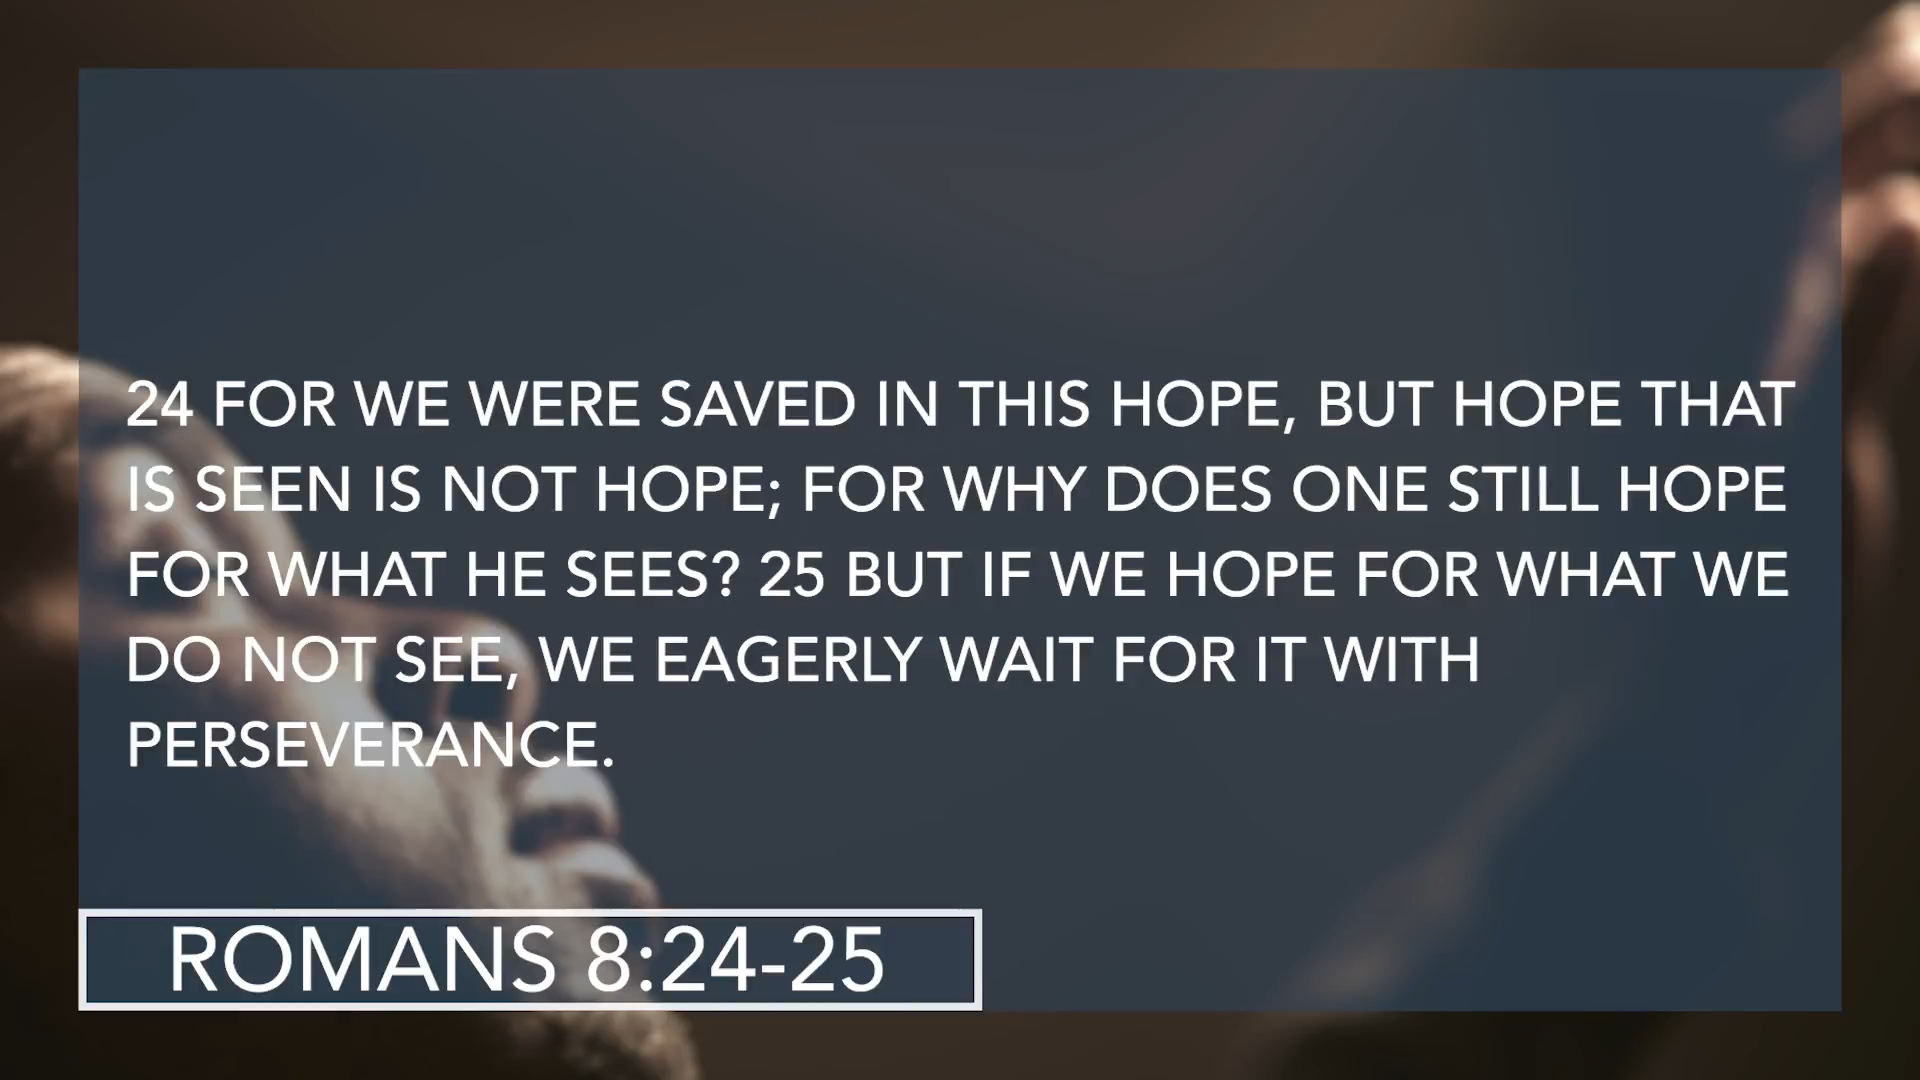 24 FOR WE WERE SAVED IN THIS HOPE, BUT HOPE THAT
IS SEEN IS NOT HOPE; FOR WHY DOES ONE STILL HOPE
FOR WHAT HE SEES? 25 BUT IF WE HOPE FOR WHAT WE
DO NOT SEE, WE EAGERLY WAIT FOR IT WITH
PERSEVERANCE.
ROMANS 8:24-25